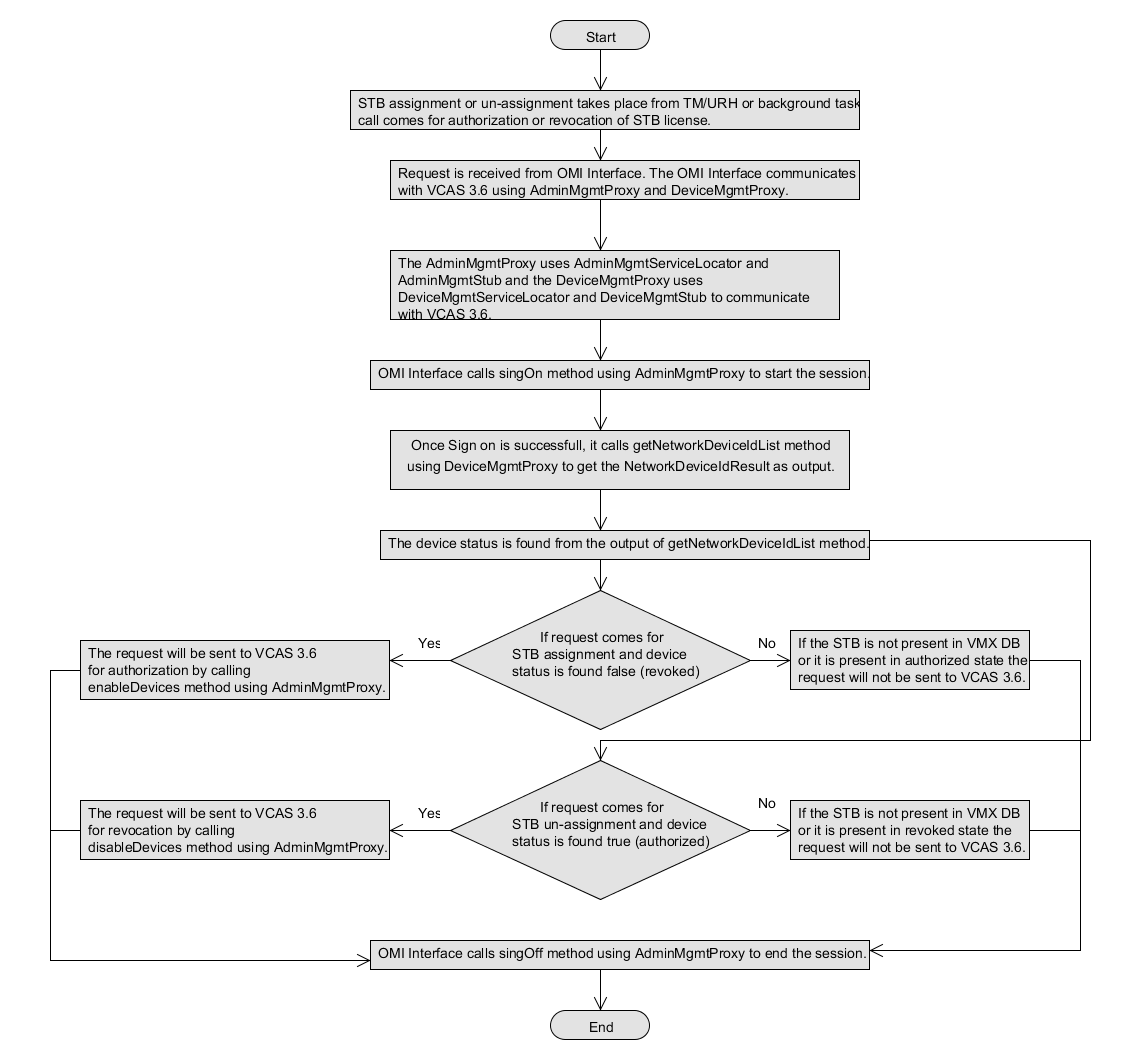 Start
STB assignment or un-assignment takes place from TM/URH or background task
call comes for authorization or revocation of STB license.
Request is received from OMI Interface. The OMI Interface communicates
with VCAS 3.6 using AdminMgmtProxy and DeviceMgmtProxy.
The AdminMgmtProxy uses AdminMgmtServiceLocator and
AdminMgmtStub and the DeviceMgmtProxy uses
DeviceMgmtServiceLocator and DeviceMgmtStub to communicate
with VCAS 3.6.
OMI Interface calls singOn method using AdminMgmtProxy to start the session.
Once Sign on is successfull, it calls getNetworkDeviceIdList method
using DeviceMgmtProxy to get the NetworkDeviceIdResult as output.
The device status is found from the output of getNetworkDeviceIdList method.
The request will be sent to VCAS 3.6
for authorization by calling
enableDevices method using AdminMgmtProxy.
Yes
If request comes for
STB assignment and device
status is found false (revoked)
No
If the STB is not present in VMX DB
or it is present in authorized state the
request will not be sent to VCAS 3.6.
The request will be sent to VCAS 3.6
for revocation by calling
disableDevices method using AdminMgmtProxy.
Yes
If request comes for
STB un-assignment and device
status is found true (authorized)
No
If the STB is not present in VMX DB
or it is present in revoked state the
request will not be sent to VCAS 3.6.
OMI Interface calls singOff method using AdminMgmtProxy to end the session.
End